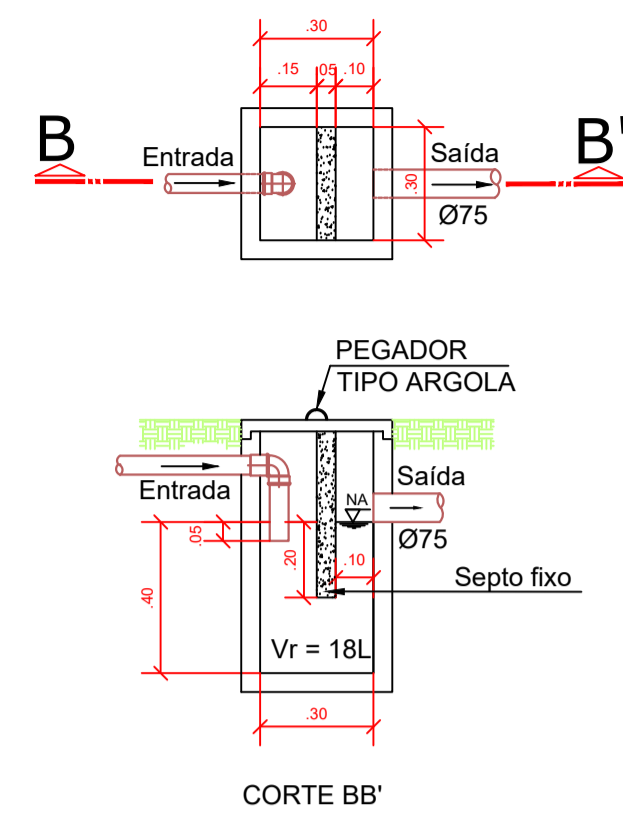 .30
.15 .05 .10
B
B'
Entrada
Saída
.30
Ø75
PEGADOR
TIPO ARGOLA
Entrada
Saída
NA
.05
Ø75
.20
.10
Septo fixo
.40
Vr = 18L
.30
CORTE BB'